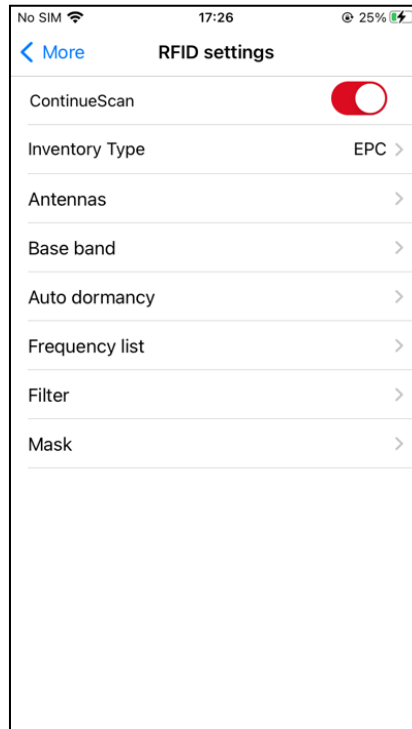 No SIM 17:26 25%
More RFID settings
ContinueScan
Inventory Type EPC
Antennas
Base band
Auto dormancy
Frequency list
Filter
Mask